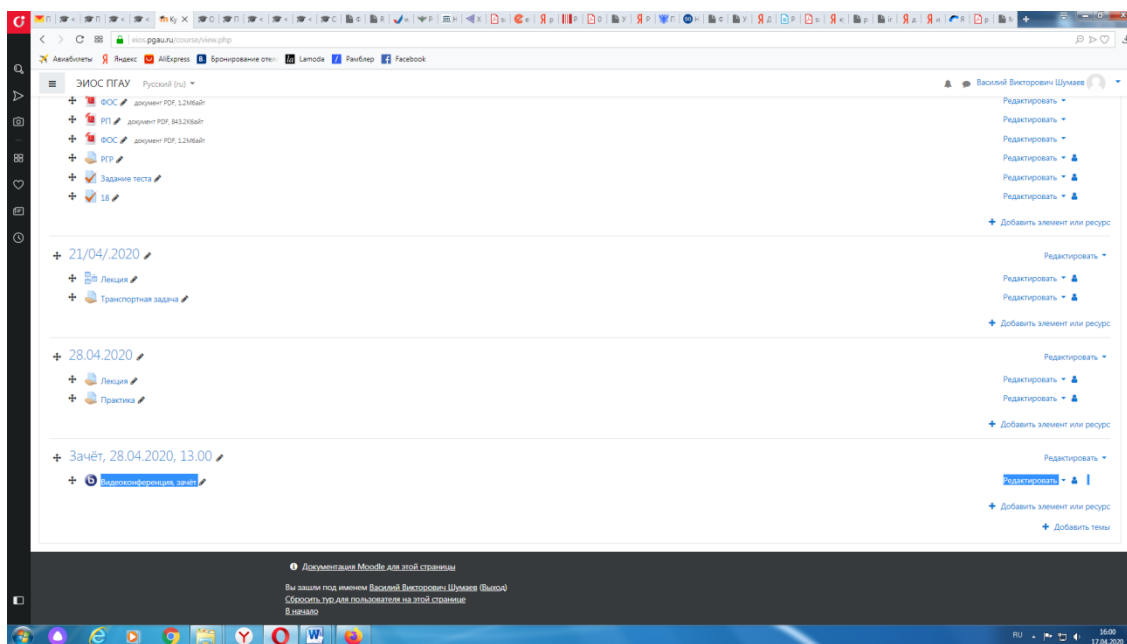 eios.pgau.ru/course/view.php
Авиабилеты Яндекс AliExpress Бронирование отел Lamoda Рамблер Facebook
ЭИОС ПГАУ Русский (ru) Василий Викторович Шумаев
ФОС документ PDF, 1.2Мбайт Редактировать
РП документ PDF, 843.2Кбайт Редактировать
ФОС документ PDF, 1.2Мбайт Редактировать
РГР Редактировать
Задание теста Редактировать
18 Редактировать
Добавить элемент или ресурс
21/04/.2020 Редактировать
Лекция Редактировать
Транспортная задача Редактировать
Добавить элемент или ресурс
28.04.2020 Редактировать
Лекция Редактировать
Практика Редактировать
Добавить элемент или ресурс
Зачёт, 28.04.2020, 13.00 Редактировать
Видеоконференция, зачёт Редактировать
Добавить элемент или ресурс
Добавить темы
Документация Moodle для этой страницы
Вы зашли под именем Василий Викторович Шумаев (Выход)
Сбросить тур для пользователя на этой странице
В начало
RU 16:00
17.04.2020